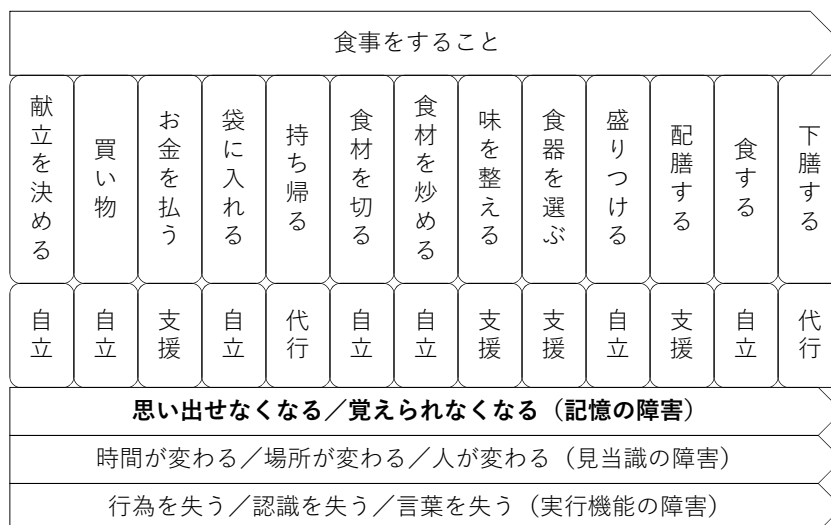 食事をすること
献立を決める
買い物
お金を払う
袋に入れる
持ち帰る
食材を切る
食材を炒める
味を整える
食器を選ぶ
盛りつける
配膳する
食する
下膳する
自立
自立
支援
自立
代行
自立
自立
支援
支援
自立
支援
自立
代行
思い出せなくなる／覚えられなくなる（記憶の障害）
時間が変わる／場所が変わる／人が変わる（見当識の障害）
行為を失う／認識を失う／言葉を失う（実行機能の障害）